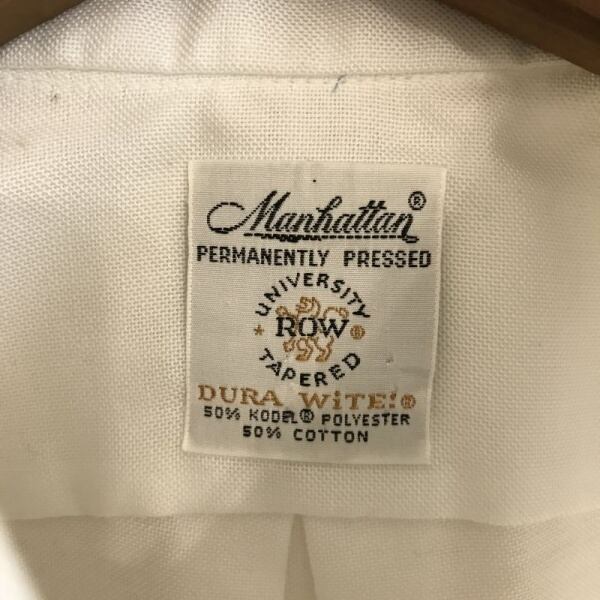 Manhattan®
PERMANENTLY PRESSED
UNIVERSITY
ROW®
TAPERED
DURA WiTE!®
50% KODEL® POLYESTER
50% COTTON